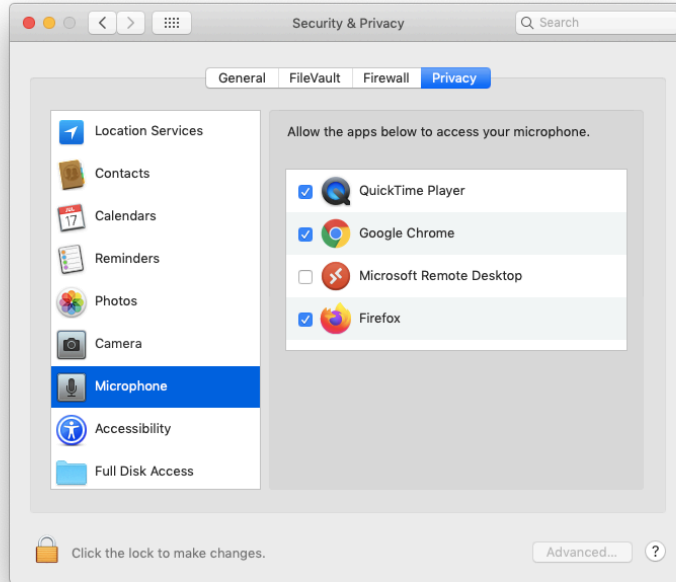 Security & Privacy
Search
General
FileVault
Firewall
Privacy
Location Services
Contacts
JUL
17
Calendars
Reminders
Photos
Camera
Microphone
Accessibility
Full Disk Access
Allow the apps below to access your microphone.
QuickTime Player
Google Chrome
Microsoft Remote Desktop
Firefox
Click the lock to make changes.
Advanced...
?